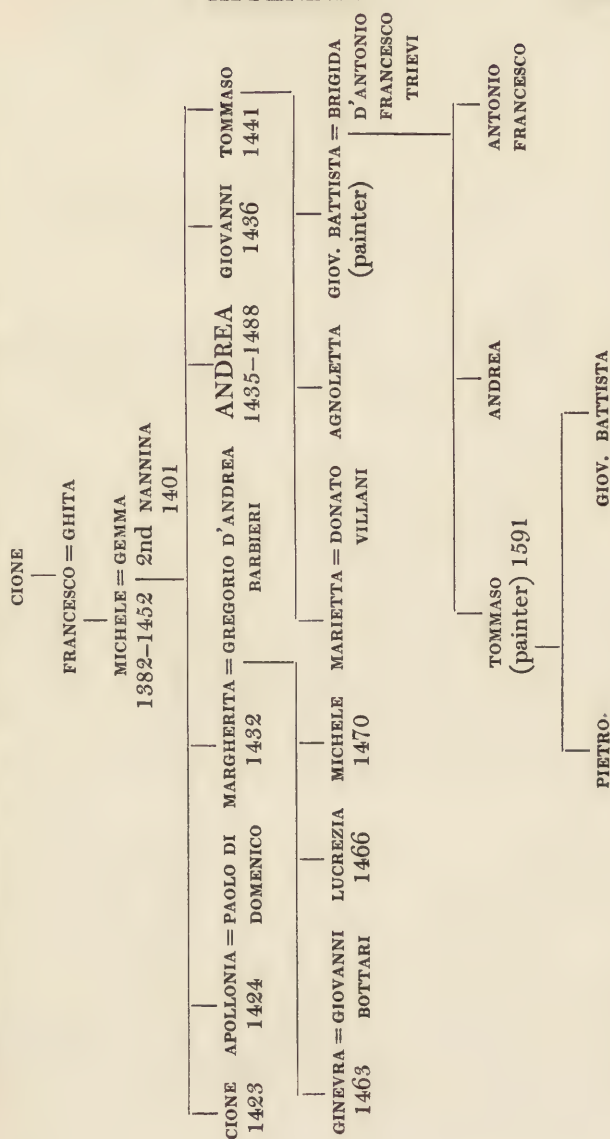 CIONE
FRANCESCO = GHITA
MICHELE = GEMMA
1382–1452 2nd NANNINA
1401
CIONE
1423
APOLLONIA = PAOLO DI
1424 DOMENICO
MARGHERITA = GREGORIO D'ANDREA
1432 BARBIERI
ANDREA
1435–1488
GIOVANNI
1436
TOMMASO
1441
GINEVRA = GIOVANNI
1463 BOTTARI
LUCREZIA
1466
MICHELE
1470
MARIETTA = DONATO
VILLANI
AGNOLETTA
GIOV. BATTISTA = BRIGIDA
(painter) D'ANTONIO
FRANCESCO
TRIEVI
TOMMASO
(painter) 1591
ANDREA
ANTONIO
FRANCESCO
PIETRO.
GIOV. BATTISTA